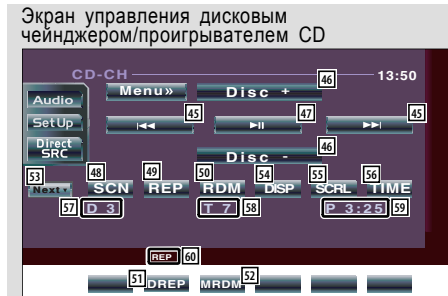 Экран управления дисковым
чейнджером/проигрывателем CD
CD-CH 13:50
Audio Menu» Disc + 46
SetUp 45 47 45
Direct
SRC
Disc - 46
53 48 49 50 54 55 56
Next SCN REP RDM DISP SCRL TIME
57 D 3 T 7 58 P 3:25 59
REP 60
51 DREP MRDM 52